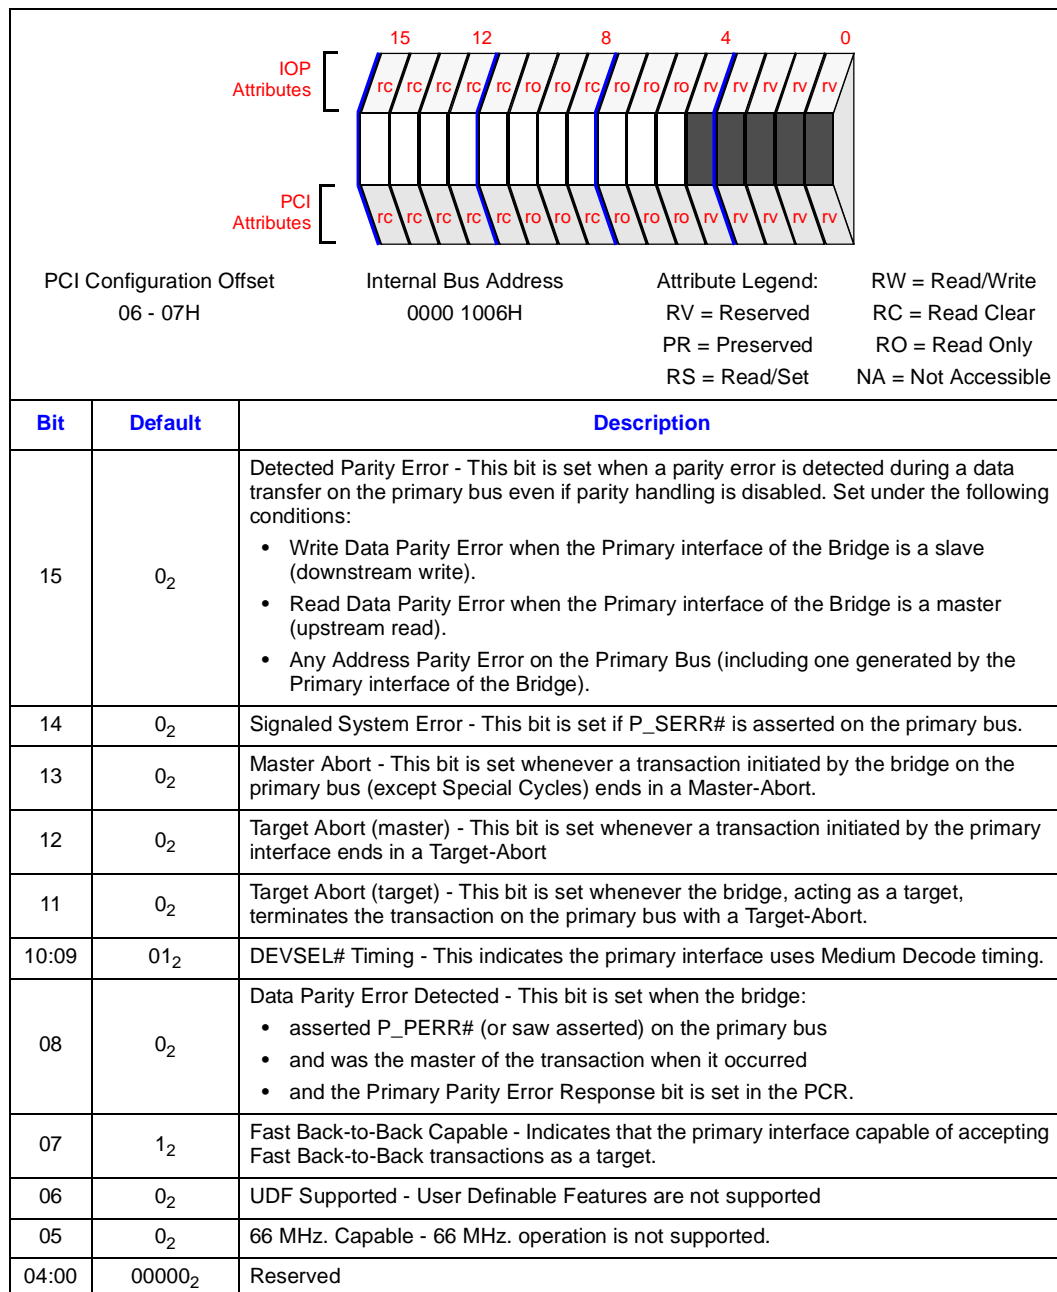 15 12 8 4 0
IOP
Attributes
rc rc rc rc rc ro ro rc ro ro ro rv rv rv rv rv
PCI
Attributes
rc rc rc rc rc ro ro rc ro ro ro rv rv rv rv rv
PCI Configuration Offset Internal Bus Address Attribute Legend: RW = Read/Write
06 - 07H 0000 1006H RV = Reserved RC = Read Clear
PR = Preserved RO = Read Only
RS = Read/Set NA = Not Accessible
Bit Default Description
15 0₂ Detected Parity Error - This bit is set when a parity error is detected during a data
transfer on the primary bus even if parity handling is disabled. Set under the following
conditions:
• Write Data Parity Error when the Primary interface of the Bridge is a slave
(downstream write).
• Read Data Parity Error when the Primary interface of the Bridge is a master
(upstream read).
• Any Address Parity Error on the Primary Bus (including one generated by the
Primary interface of the Bridge).
14 0₂ Signaled System Error - This bit is set if P_SERR# is asserted on the primary bus.
13 0₂ Master Abort - This bit is set whenever a transaction initiated by the bridge on the
primary bus (except Special Cycles) ends in a Master-Abort.
12 0₂ Target Abort (master) - This bit is set whenever a transaction initiated by the primary
interface ends in a Target-Abort
11 0₂ Target Abort (target) - This bit is set whenever the bridge, acting as a target,
terminates the transaction on the primary bus with a Target-Abort.
10:09 01₂ DEVSEL# Timing - This indicates the primary interface uses Medium Decode timing.
08 0₂ Data Parity Error Detected - This bit is set when the bridge:
• asserted P_PERR# (or saw asserted) on the primary bus
• and was the master of the transaction when it occurred
• and the Primary Parity Error Response bit is set in the PCR.
07 1₂ Fast Back-to-Back Capable - Indicates that the primary interface capable of accepting
Fast Back-to-Back transactions as a target.
06 0₂ UDF Supported - User Definable Features are not supported
05 0₂ 66 MHz. Capable - 66 MHz. operation is not supported.
04:00 00000₂ Reserved